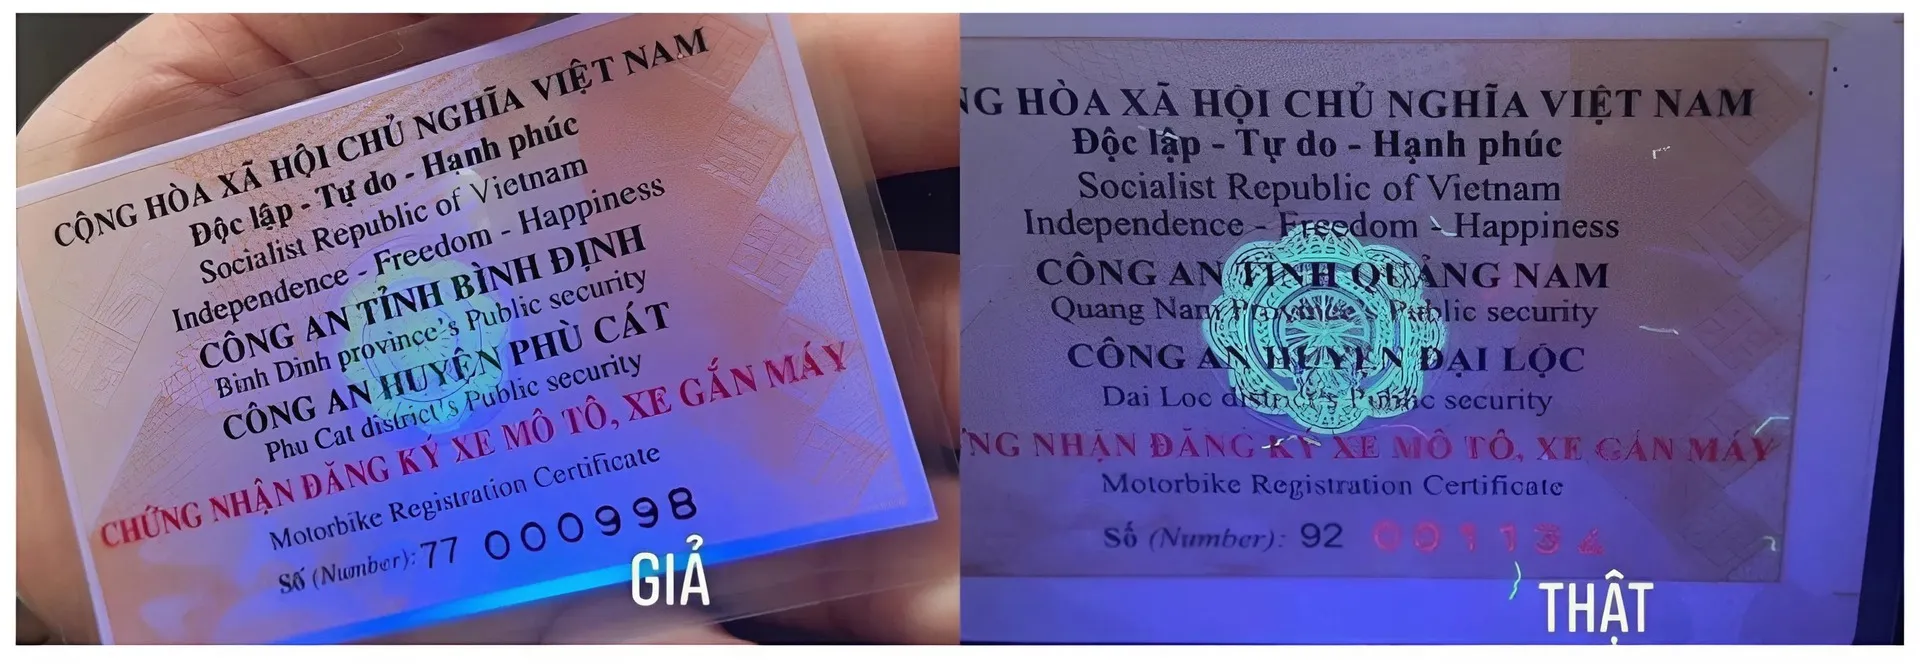 CỘNG HÒA XÃ HỘI CHỦ NGHĨA VIỆT NAM
Độc lập - Tự do - Hạnh phúc
Socialist Republic of Vietnam
Independence - Freedom - Happiness
CÔNG AN TỈNH BÌNH ĐỊNH
Binh Dinh province's Public security
CÔNG AN HUYỆN PHÙ CÁT
Phu Cat district's Public security
CHỨNG NHẬN ĐĂNG KÝ XE MÔ TÔ, XE GẮN MÁY
Motorbike Registration Certificate
Số (Number): 77 000998
GIẢ
NG HÒA XÃ HỘI CHỦ NGHĨA VIỆT NAM
Độc lập - Tự do - Hạnh phúc
Socialist Republic of Vietnam
Independence - Freedom - Happiness
CÔNG AN TỈNH QUẢNG NAM
Quang Nam Province's Public security
CÔNG AN HUYỆN ĐẠI LỘC
Dai Loc district's Public security
ỨNG NHẬN ĐĂNG KÝ XE MÔ TÔ, XE GẮN MÁY
Motorbike Registration Certificate
Số (Number): 92 001134
THẬT